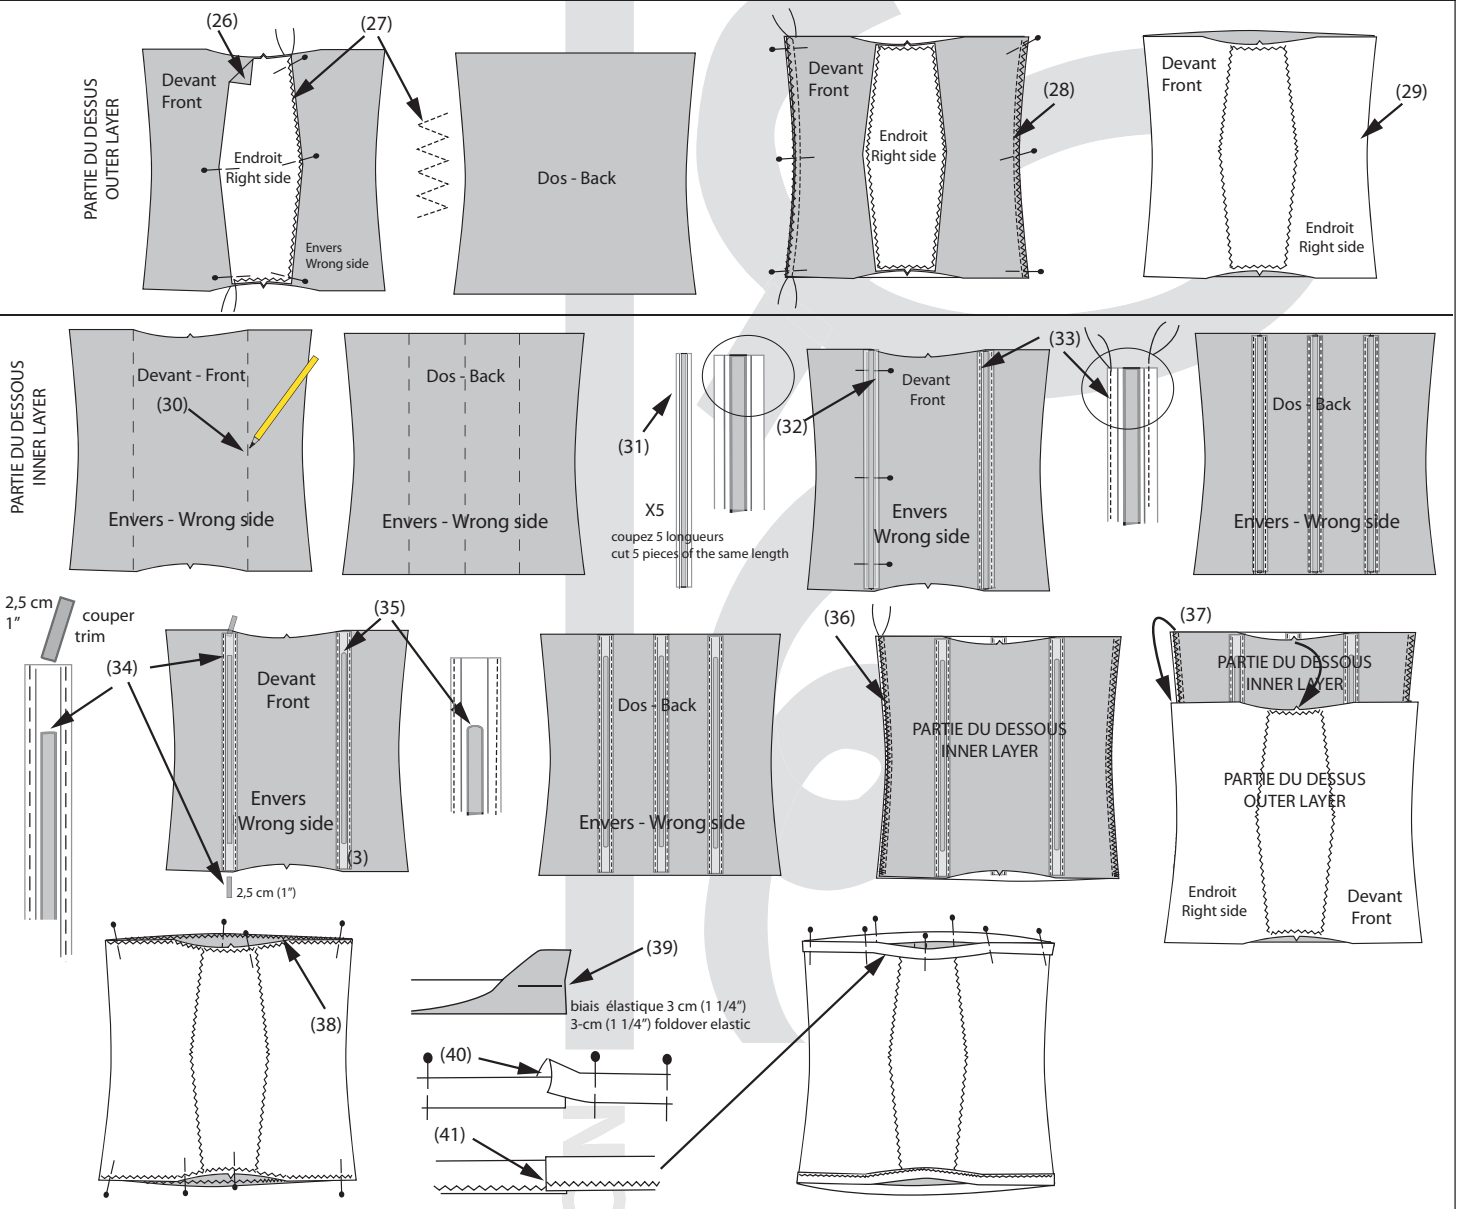 PARTIE DU DESSUS
OUTER LAYER
(26)
(27)
Devant
Front
Endroit
Right side
Envers
Wrong side
Dos - Back
Devant
Front
Endroit
Right side
(28)
Devant
Front
(29)
Endroit
Right side
PARTIE DU DESSOUS
INNER LAYER
Devant - Front
(30)
Envers - Wrong side
Dos - Back
Envers - Wrong side
(31)
X5
coupez 5 longueurs
cut 5 pieces of the same length
(32)
Devant
Front
Envers
Wrong side
(33)
Dos - Back
Envers - Wrong side
2,5 cm
1”
couper
trim
(34)
Devant
Front
Envers
Wrong side
(3)
2,5 cm (1”)
(35)
Dos - Back
Envers - Wrong side
(36)
PARTIE DU DESSOUS
INNER LAYER
(37)
PARTIE DU DESSOUS
INNER LAYER
PARTIE DU DESSUS
OUTER LAYER
Endroit
Right side
Devant
Front
(38)
(39)
biais élastique 3 cm (1 1/4”)
3-cm (1 1/4”) foldover elastic
(40)
(41)